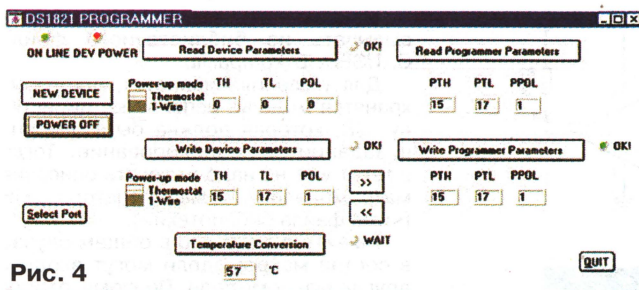 DS1821 PROGRAMMER
ON LINE DEV POWER
Read Device Parameters
OK!
Read Programmer Parameters
NEW DEVICE
POWER OFF
Power-up mode TH TL POL
Thermostat
1-Wire
0 0 0
PTH PTL PPOL
15 17 1
Write Device Parameters
OK!
Write Programmer Parameters
OK!
Power-up mode TH TL POL
Thermostat
1-Wire
15 17 1
>>
<<
PTH PTL PPOL
15 17 1
Select Port
Temperature Conversion
WAIT
57 °C
QUIT
Рис. 4